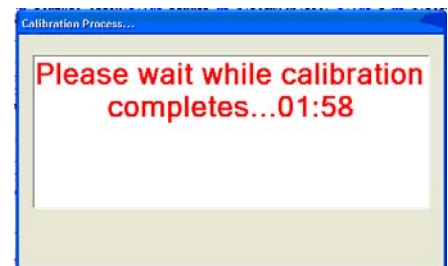 Calibration Process...
Please wait while calibration
completes...01:58